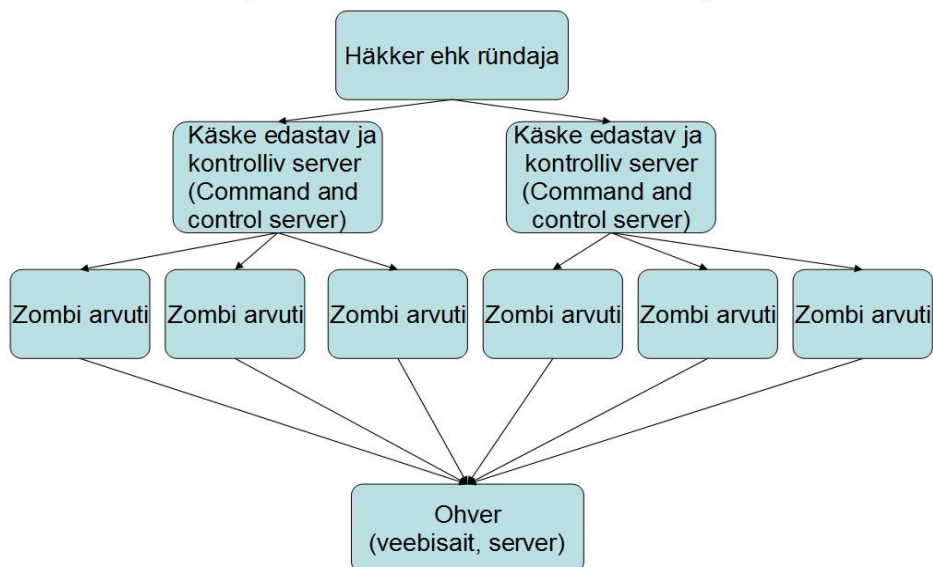 Häkker ehk ründaja
Käske edastav ja
kontrolliv server
(Command and
control server)
Käske edastav ja
kontrolliv server
(Command and
control server)
Zombi arvuti
Zombi arvuti
Zombi arvuti
Zombi arvuti
Zombi arvuti
Zombi arvuti
Ohver
(veebisait, server)